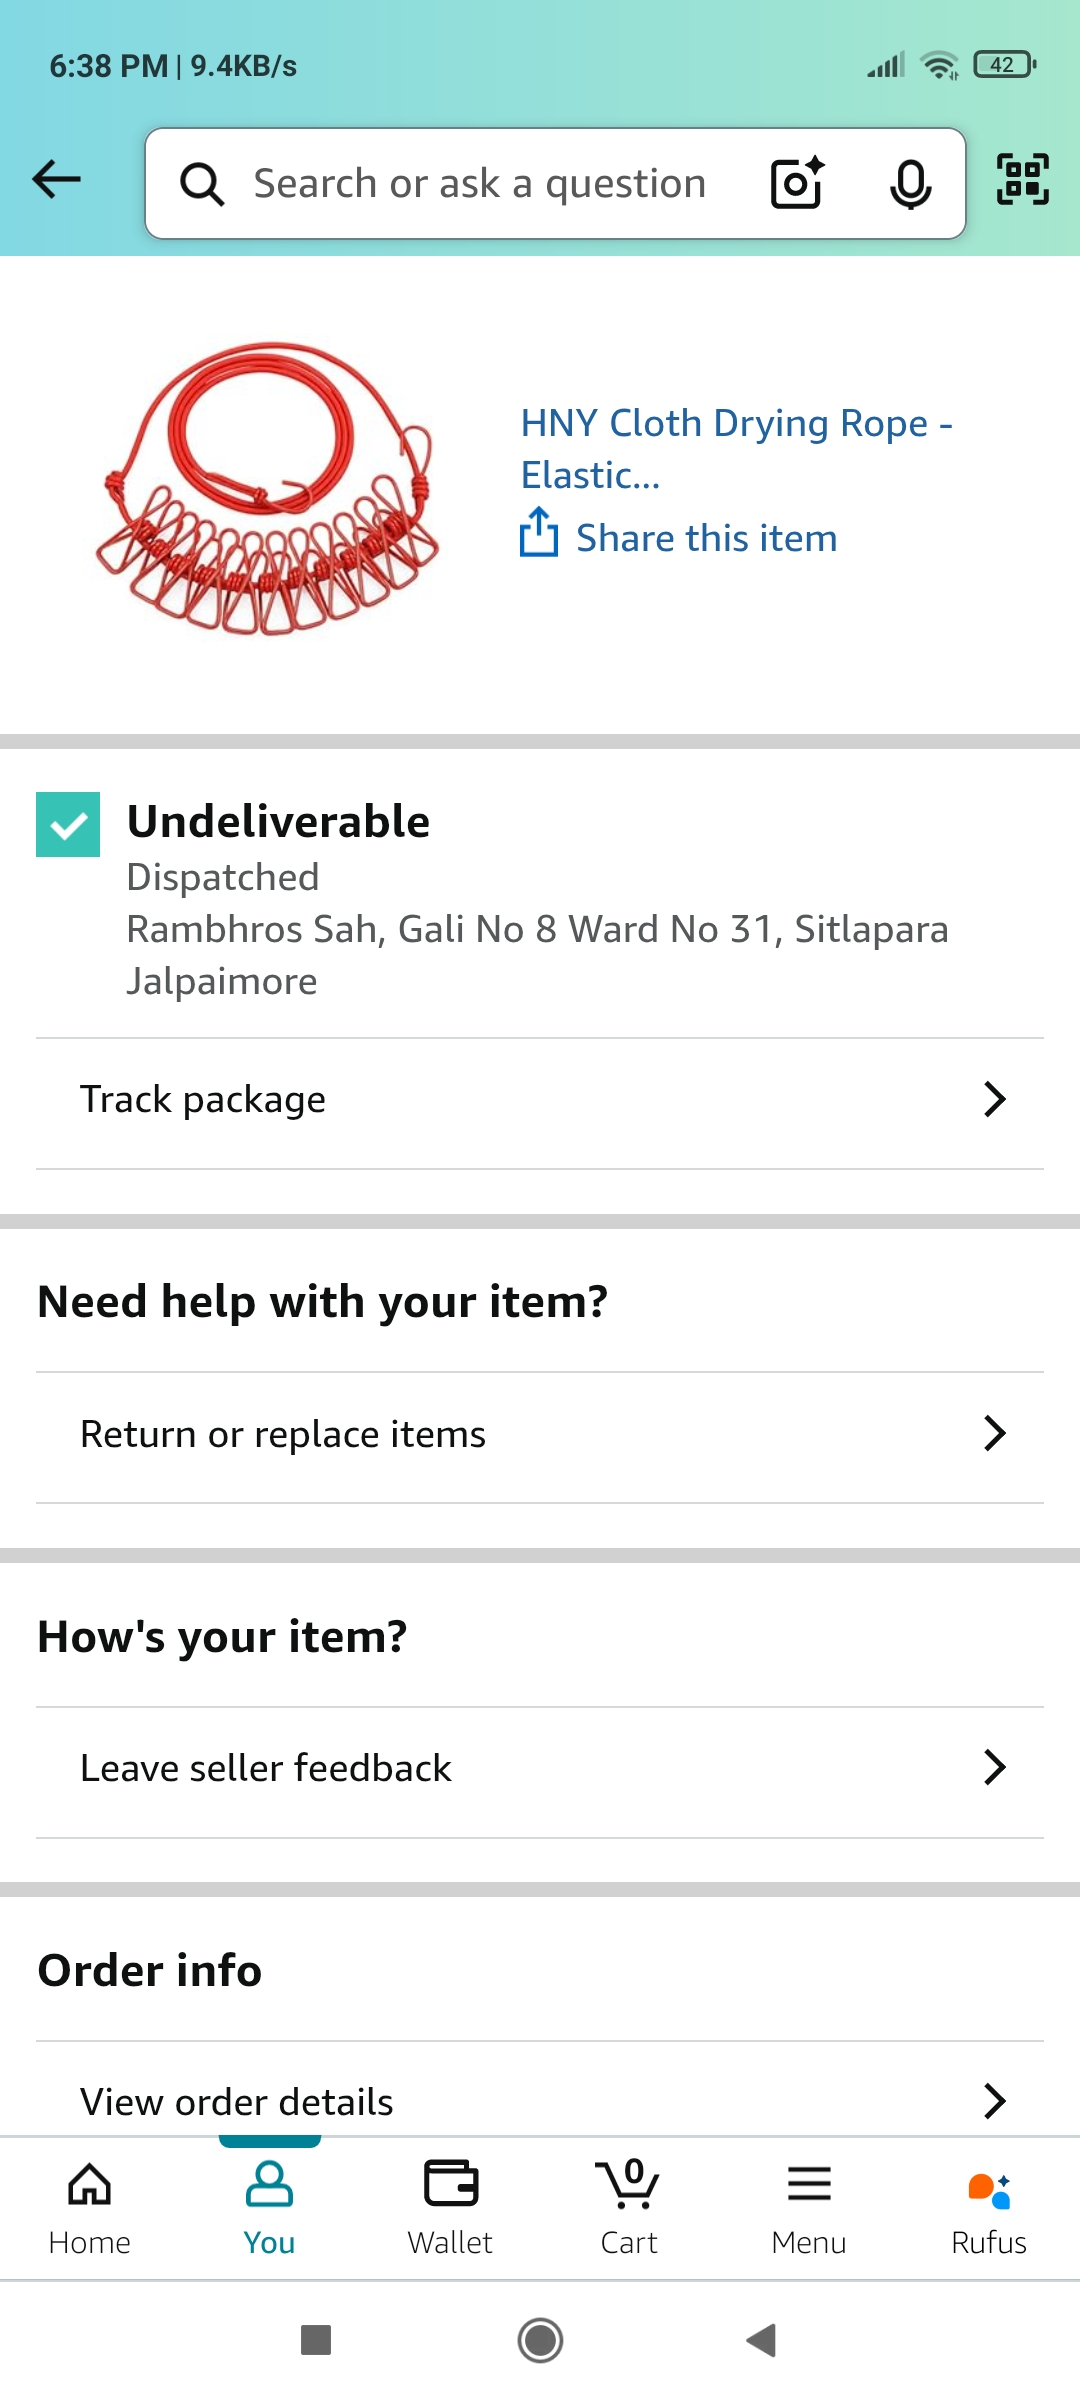 6:38 PM | 9.4KB/s
42
Search or ask a question
HNY Cloth Drying Rope -
Elastic...
Share this item
Undeliverable
Dispatched
Rambhros Sah, Gali No 8 Ward No 31, Sitlapara
Jalpaimore
Track package
Need help with your item?
Return or replace items
How's your item?
Leave seller feedback
Order info
View order details
0
Home
You
Wallet
Cart
Menu
Rufus